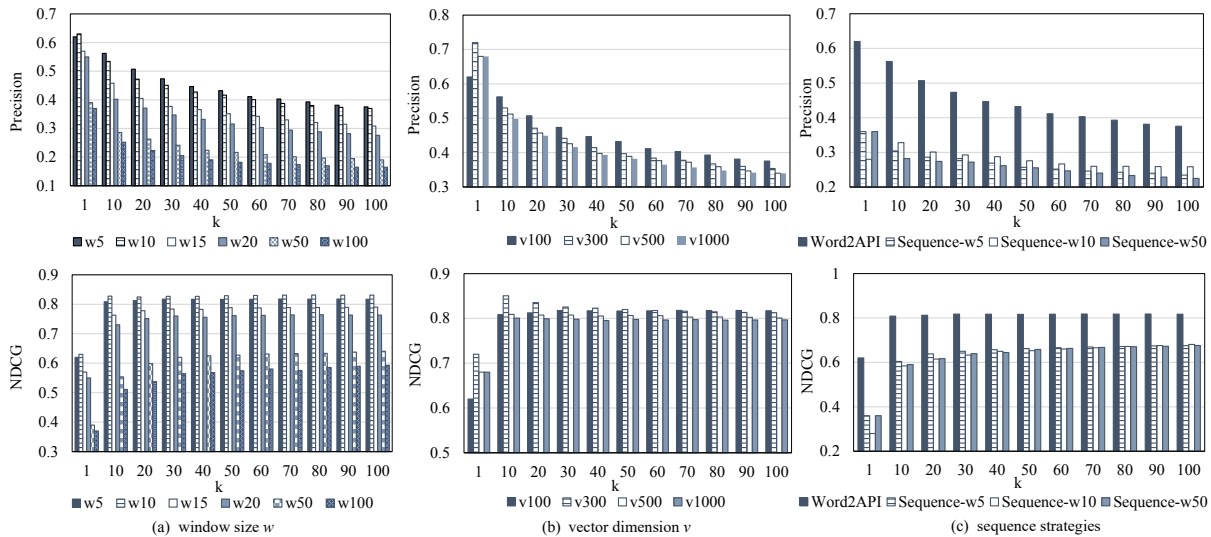 0.7
0.6
0.5
0.4
0.3
0.2
0.1
Precision
1 10 20 30 40 50 60 70 80 90 100
k
w5 w10 w15 w20 w50 w100
0.8
0.7
0.6
0.5
0.4
0.3
Precision
1 10 20 30 40 50 60 70 80 90 100
k
v100 v300 v500 v1000
0.7
0.6
0.5
0.4
0.3
0.2
Precision
1 10 20 30 40 50 60 70 80 90 100
k
Word2API Sequence-w5 Sequence-w10 Sequence-w50
0.9
0.8
0.7
0.6
0.5
0.4
0.3
NDCG
1 10 20 30 40 50 60 70 80 90 100
k
w5 w10 w15 w20 w50 w100
(a) window size w
0.9
0.8
0.7
0.6
0.5
NDCG
1 10 20 30 40 50 60 70 80 90 100
k
v100 v300 v500 v1000
(b) vector dimension v
1
0.8
0.6
0.4
0.2
NDCG
1 10 20 30 40 50 60 70 80 90 100
k
Word2API Sequence-w5 Sequence-w10 Sequence-w50
(c) sequence strategies